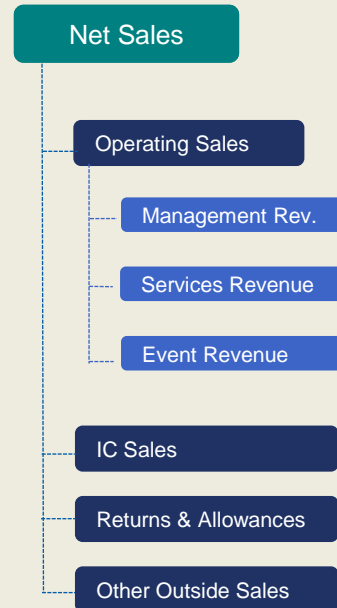 Net Sales
Operating Sales
Management Rev.
Services Revenue
Event Revenue
IC Sales
Returns & Allowances
Other Outside Sales